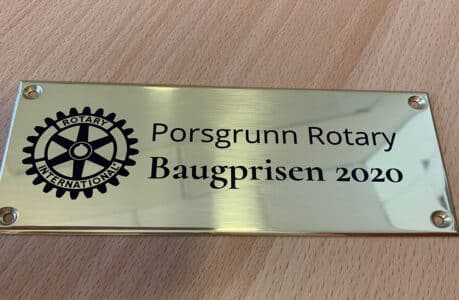 ROTARY
INTERNATIONAL
Porsgrunn Rotary
Baugprisen 2020